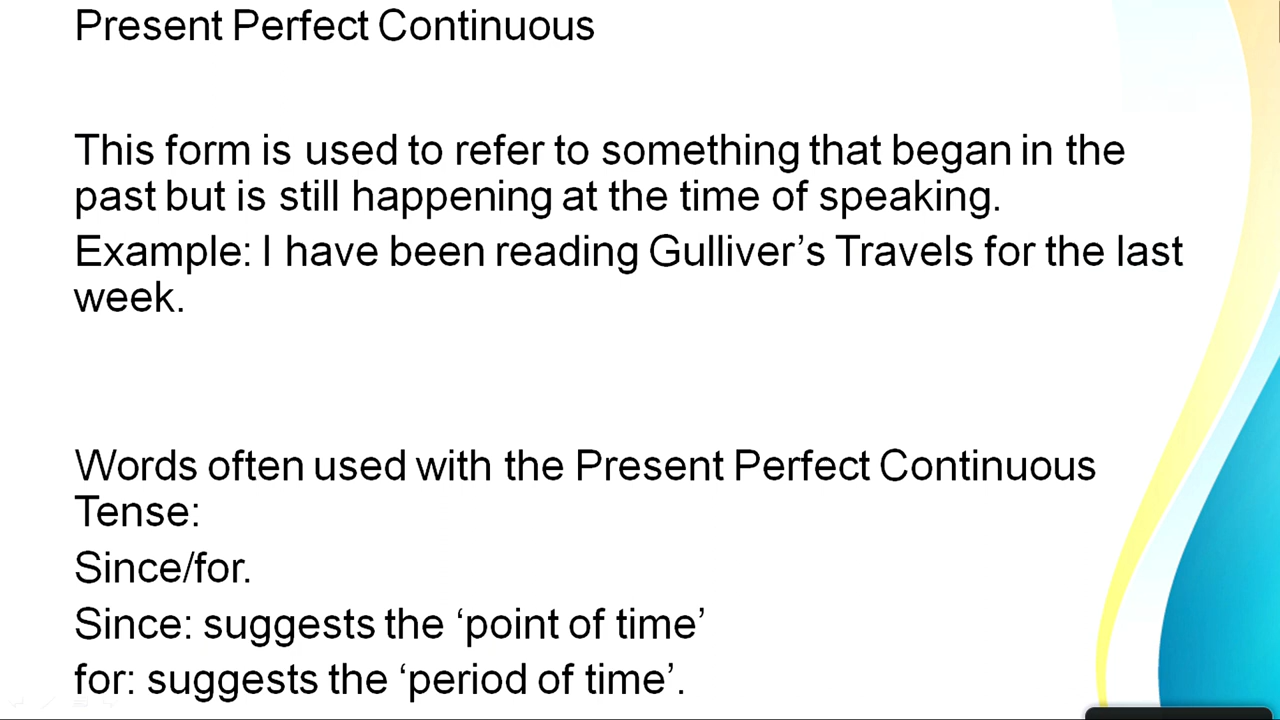 Present Perfect Continuous
This form is used to refer to something that began in the
past but is still happening at the time of speaking.
Example: I have been reading Gulliver’s Travels for the last
week.
Words often used with the Present Perfect Continuous
Tense:
Since/for.
Since: suggests the ‘point of time’
for: suggests the ‘period of time’.